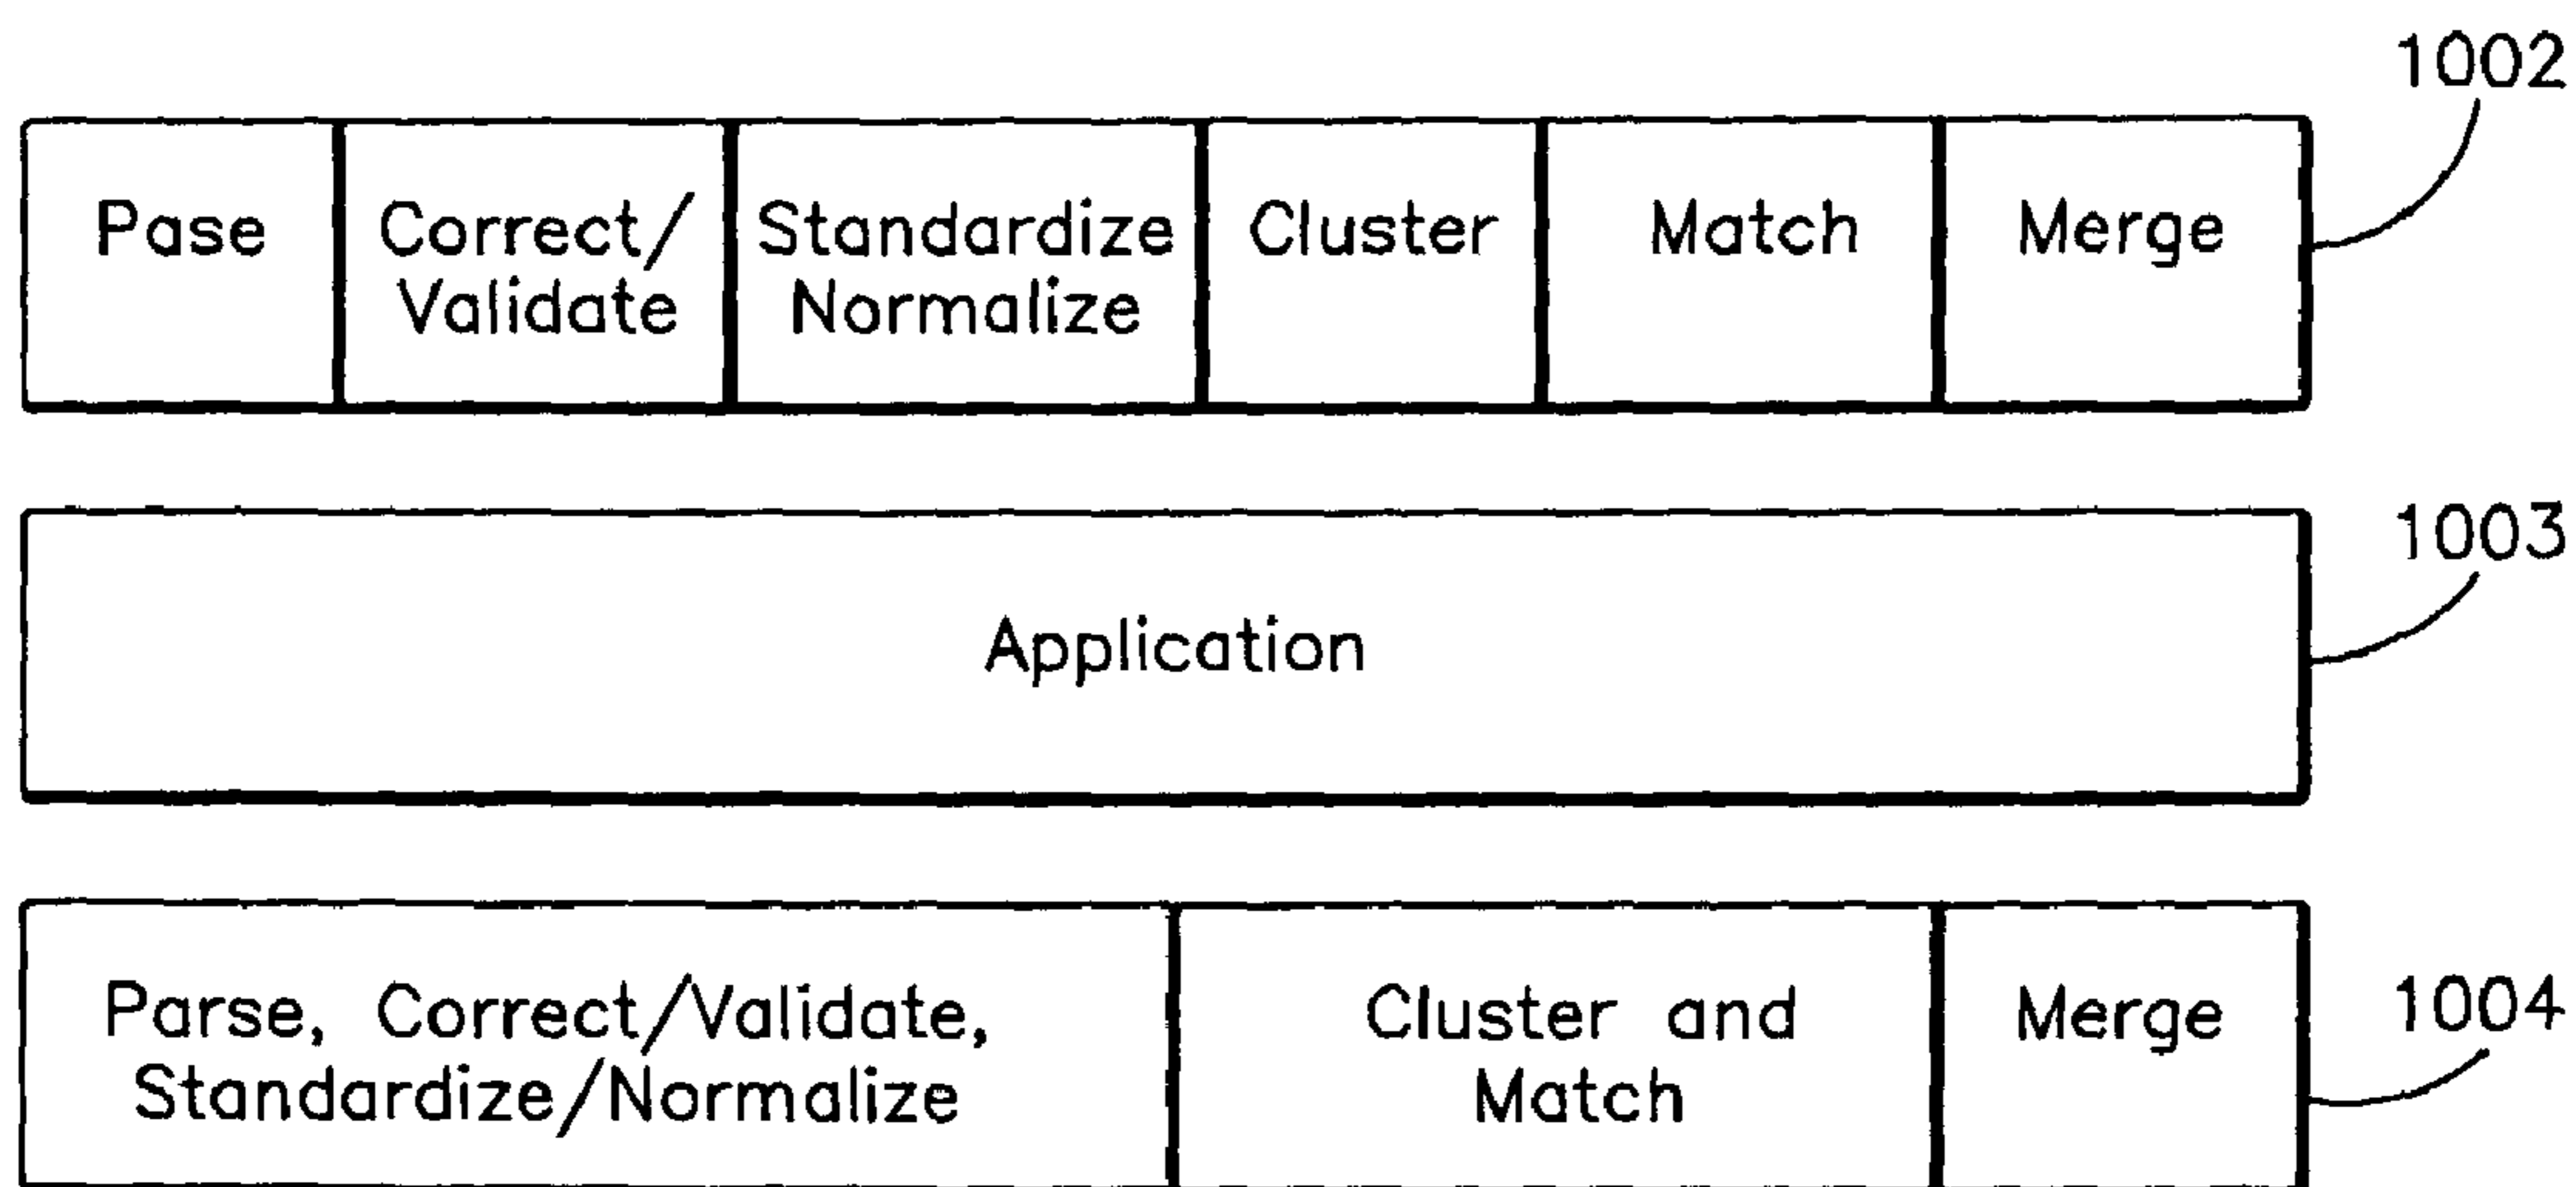 1002
Pase
Correct/
Validate
Standardize
Normalize
Cluster
Match
Merge
1003
Application
Parse, Correct/Validate,
Standardize/Normalize
Cluster and
Match
Merge
1004